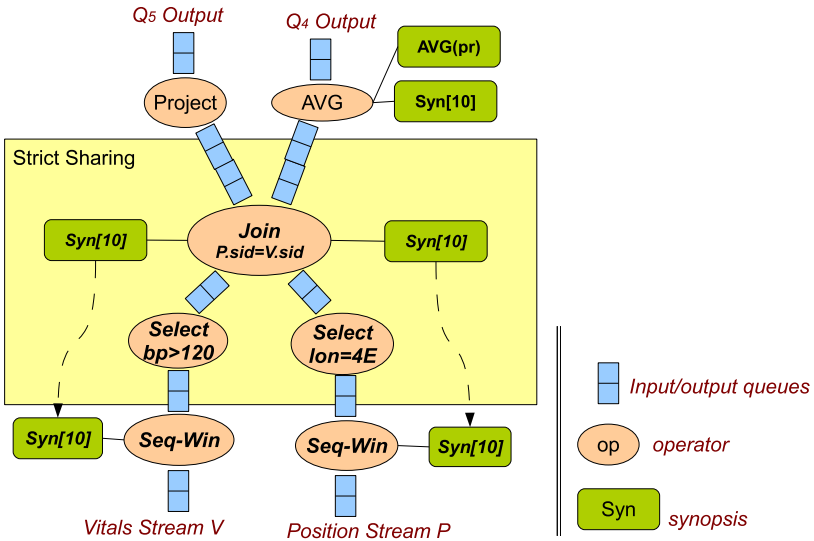 Q5 Output
Q4 Output
AVG(pr)
Project
AVG
Syn[10]
Strict Sharing
Syn[10]
Join
P.sid=V.sid
Syn[10]
Select
bp>120
Select
lon=4E
Input/output queues
Syn[10]
Seq-Win
Seq-Win
Syn[10]
op
operator
Syn
synopsis
Vitals Stream V
Position Stream P